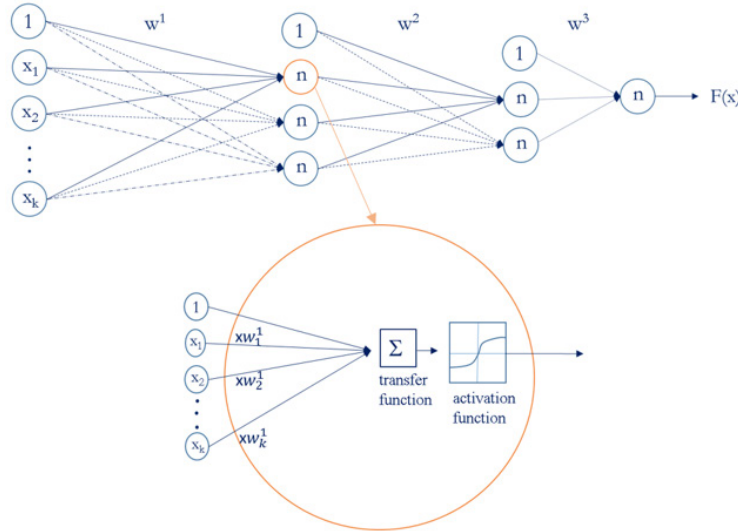 w¹ w² w³
1 1
x₁ n 1
x₂ n n n F(x)
n n
xₖ
1
x₁ xw₁¹
x₂ xw₂¹
xₖ xwₖ¹
Σ
transfer
function
activation
function